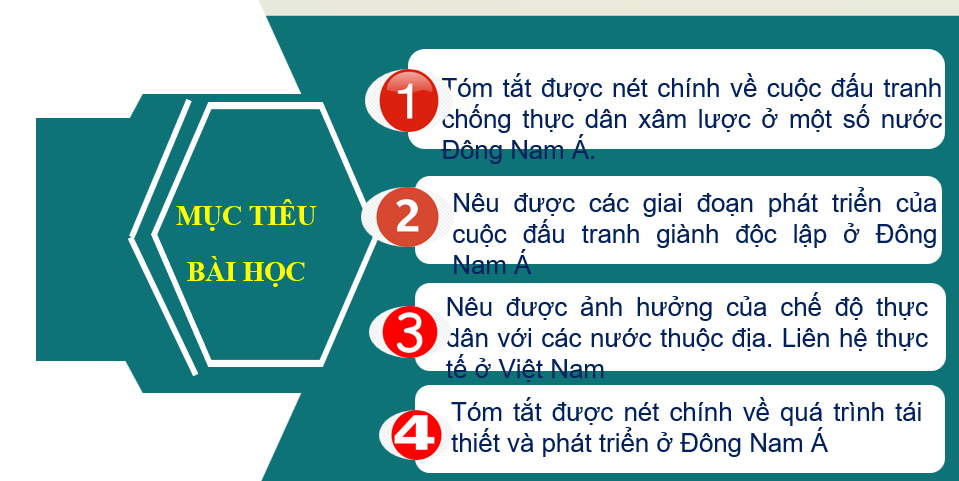 MỤC TIÊU
BÀI HỌC
1
Tóm tắt được nét chính về cuộc đấu tranh
chống thực dân xâm lược ở một số nước
Đông Nam Á.
2
Nêu được các giai đoạn phát triển của
cuộc đấu tranh giành độc lập ở Đông
Nam Á
3
Nêu được ảnh hưởng của chế độ thực
dân với các nước thuộc địa. Liên hệ thực
tế ở Việt Nam
4
Tóm tắt được nét chính về quá trình tái
thiết và phát triển ở Đông Nam Á